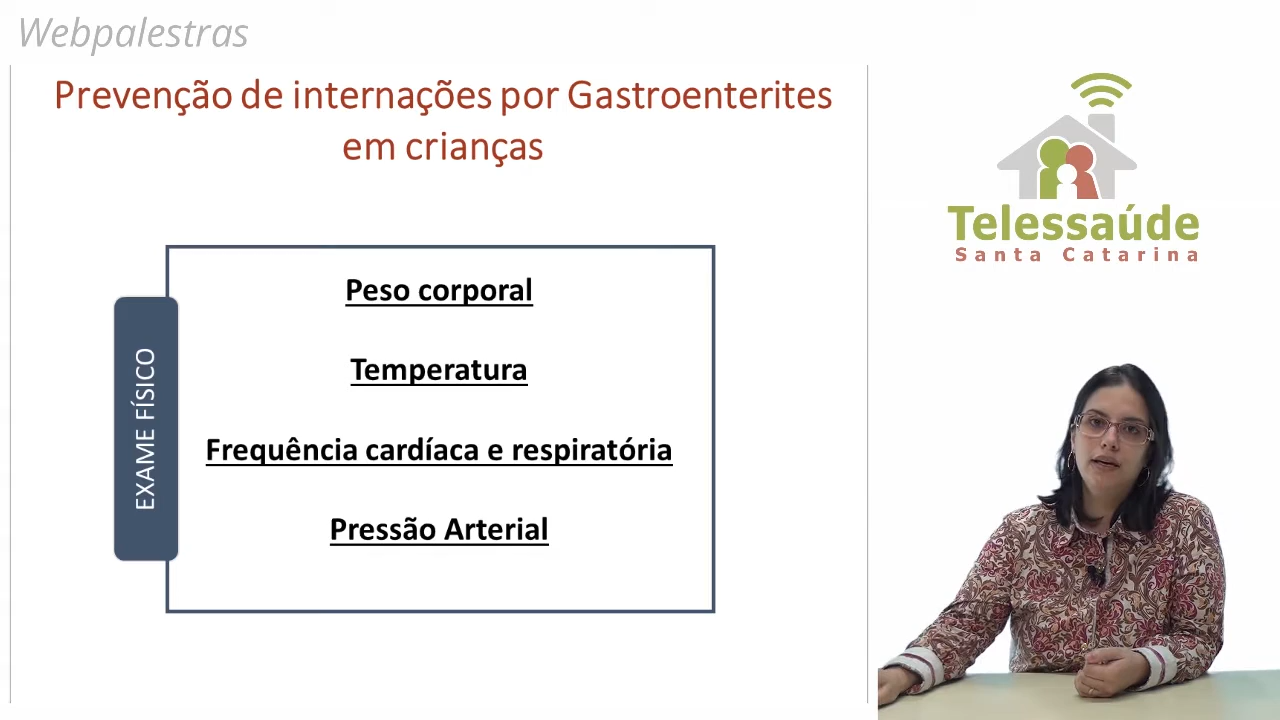 Webpalestras
Prevenção de internações por Gastroenterites
em crianças
Telessaúde
Santa Catarina
EXAME FÍSICO
Peso corporal
Temperatura
Frequência cardíaca e respiratória
Pressão Arterial